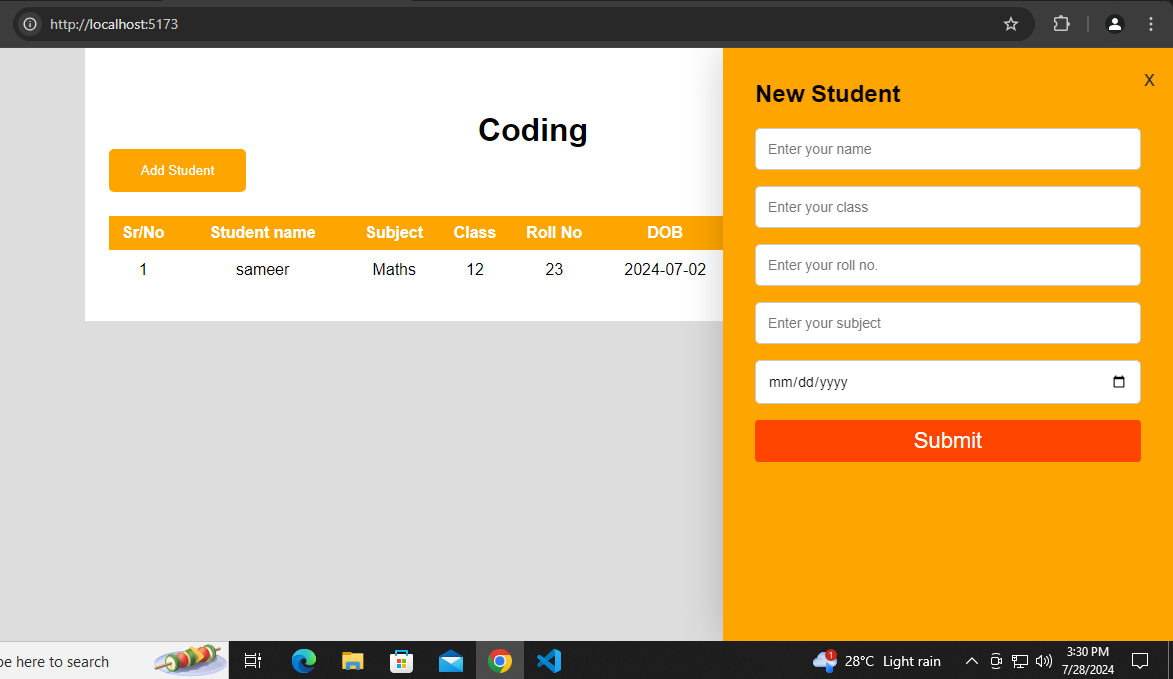 http://localhost:5173
Coding
Add Student
Sr/No Student name Subject Class Roll No DOB
1 sameer Maths 12 23 2024-07-02
X
New Student
Enter your name
Enter your class
Enter your roll no.
Enter your subject
mm/dd/yyyy
Submit
pe here to search
1
28°C Light rain
3:30 PM
7/28/2024